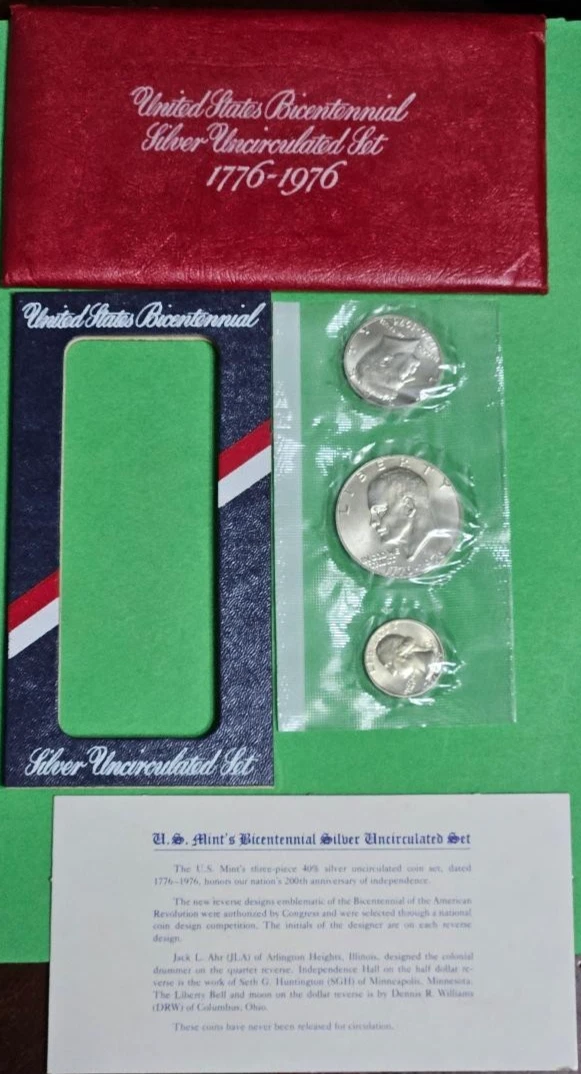 United States Bicentennial
Silver Uncirculated Set
1776-1976
United States Bicentennial
Silver Uncirculated Set
LIBERTY
U.S. Mint's Bicentennial Silver Uncirculated Set
The U.S. Mint's three-piece 40% silver uncirculated coin set, dated
1776-1976, honors our nation's 200th anniversary of independence.
The new reverse designs emblematic of the Bicentennial of the American
Revolution were authorized by Congress and were selected through a national
coin design competition. The initials of the designer are on each reverse
design.
Jack L. Ahr (JLA) of Arlington Heights, Illinois, designed the colonial
drummer on the quarter reverse. Independence Hall on the half dollar re-
verse is the work of Seth G. Huntington (SGH) of Minneapolis, Minnesota.
The Liberty Bell and moon on the dollar reverse is by Dennis R. Williams
(DRW) of Columbus, Ohio.
These coins have never been released for circulation.